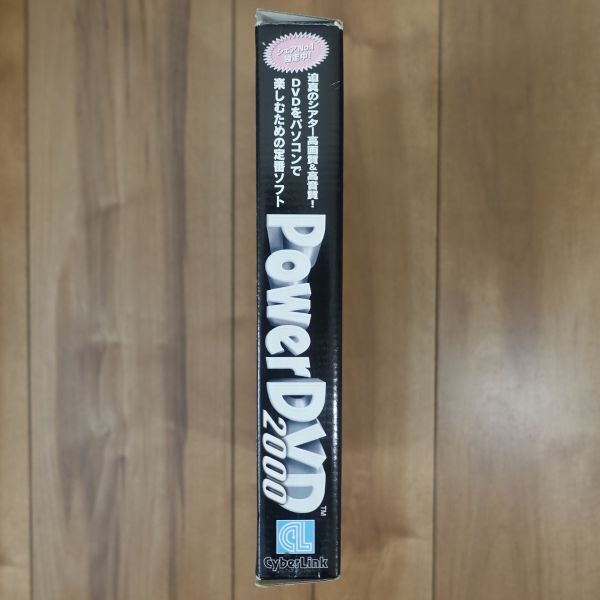 シェアNo.1
独走中!
迫真のシアター高画質&高音質!
DVDをパソコンで
楽しむための定番ソフト
PowerDVD
2000
TM
CL
CyberLink